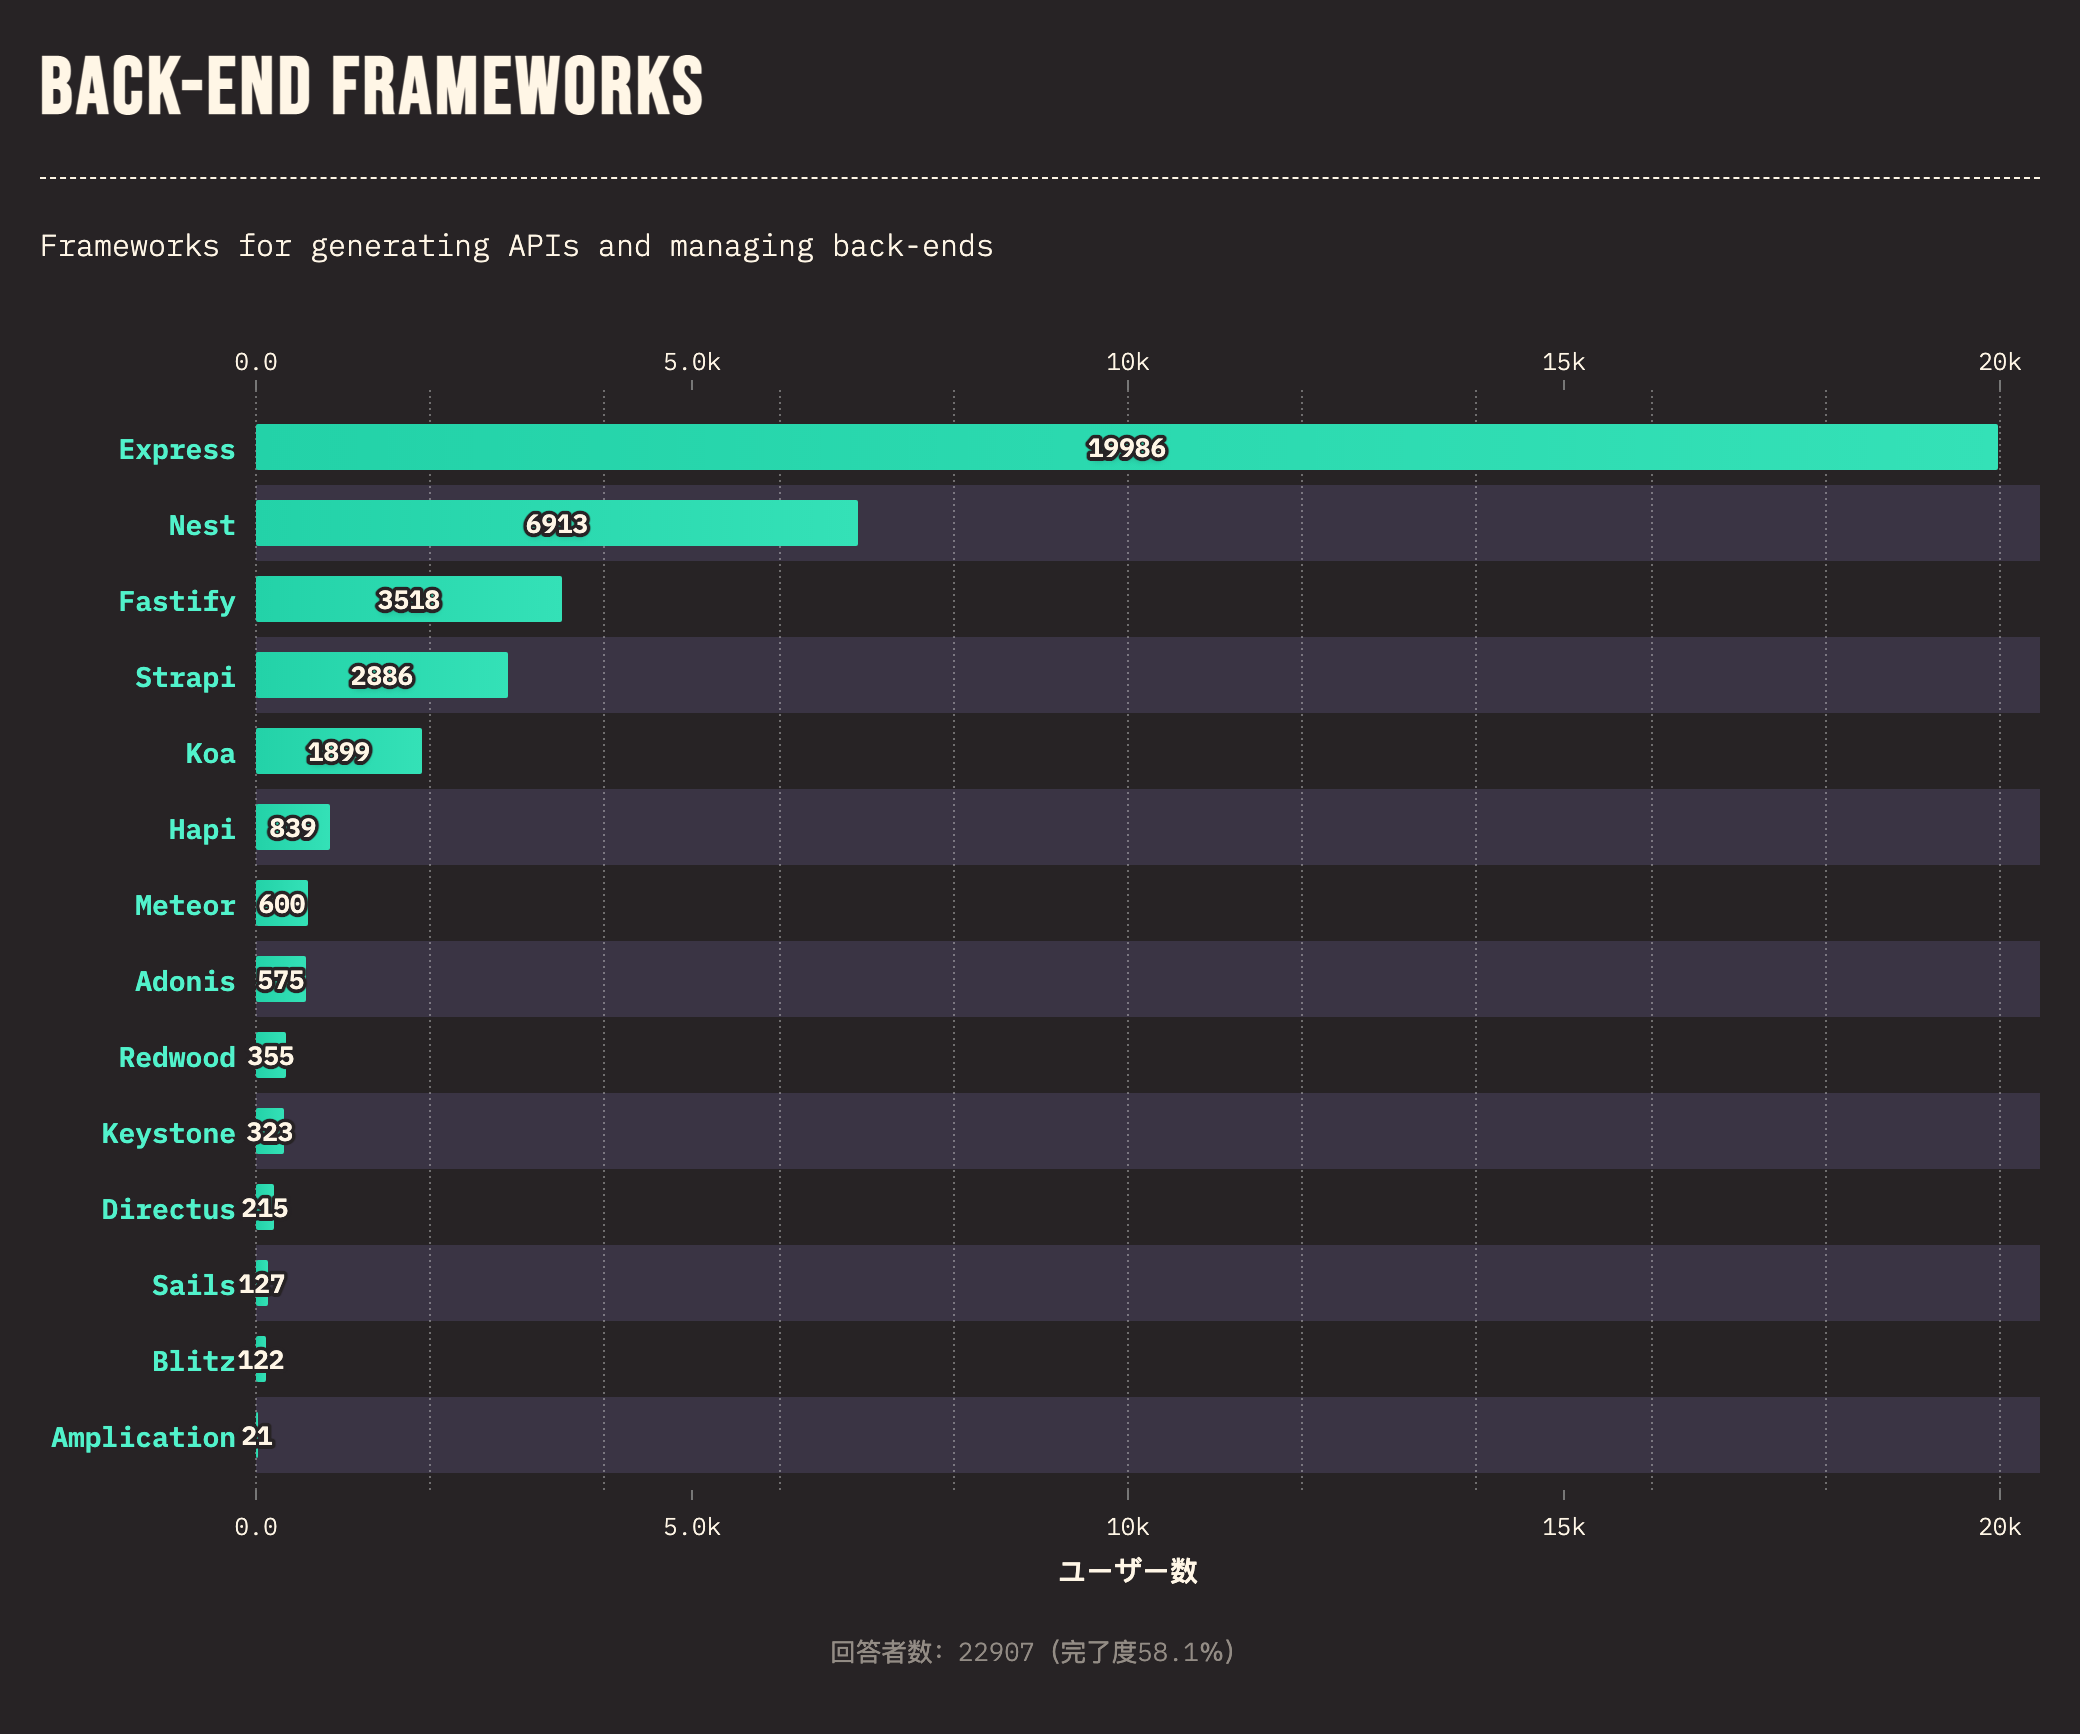 BACK-END FRAMEWORKS
Frameworks for generating APIs and managing back-ends
0.0 5.0k 10k 15k 20k
Express 19986
Nest 6913
Fastify 3518
Strapi 2886
Koa 1899
Hapi 839
Meteor 600
Adonis 575
Redwood 355
Keystone 323
Directus 215
Sails 127
Blitz 122
Amplication 21
0.0 5.0k 10k 15k 20k
ユーザー数
回答者数: 22907 (完了度58.1%)